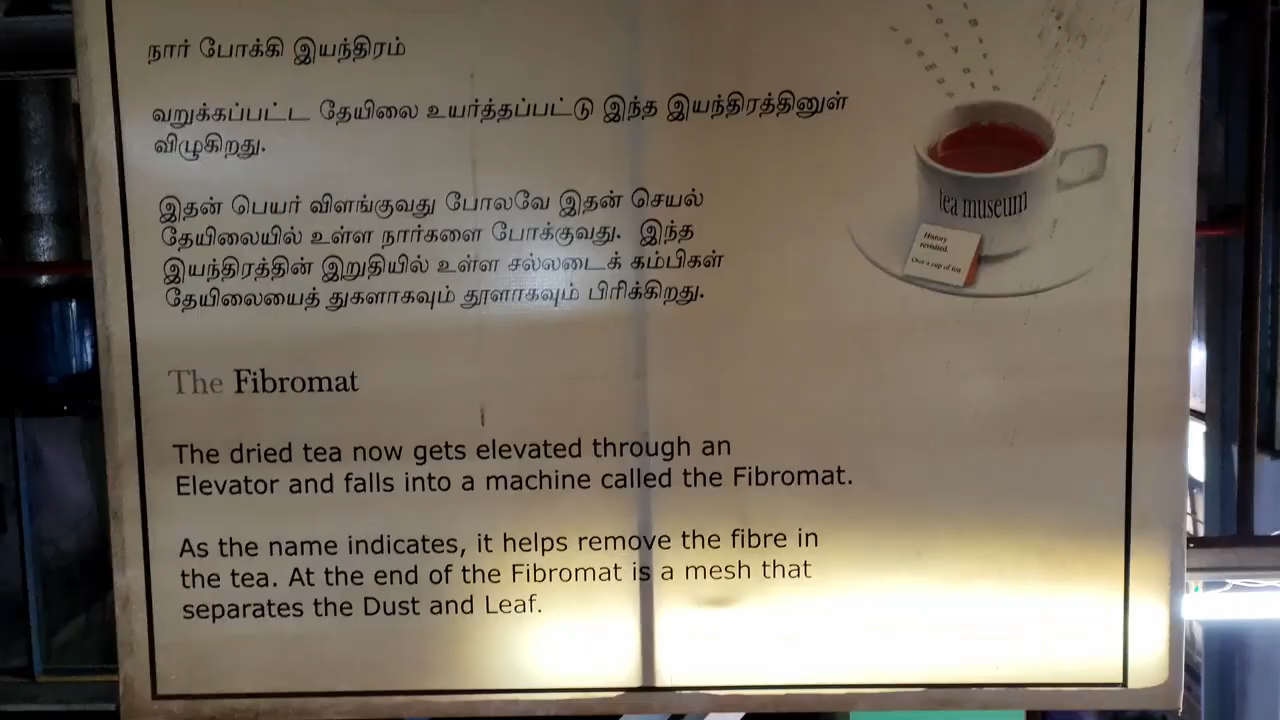 நார் போக்கி இயந்திரம்
வறுக்கப்பட்ட தேயிலை உயர்த்தப்பட்டு இந்த இயந்திரத்தினுள்
விழுகிறது.
இதன் பெயர் விளங்குவது போலவே இதன் செயல்
தேயிலையில் உள்ள நார்களை போக்குவது. இந்த
இயந்திரத்தின் இறுதியில் உள்ள சல்லடைக் கம்பிகள்
தேயிலையைத் துகளாகவும் தூளாகவும் பிரிக்கிறது.
tea museum
History
revisited.
Over a cup of tea
The Fibromat
The dried tea now gets elevated through an
Elevator and falls into a machine called the Fibromat.
As the name indicates, it helps remove the fibre in
the tea. At the end of the Fibromat is a mesh that
separates the Dust and Leaf.